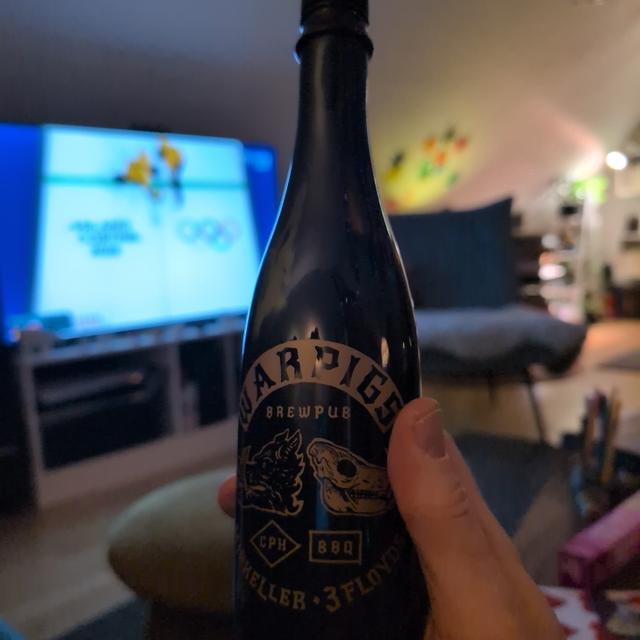 WARPIGS
BREWPUB
CPH
BBQ
KELLER • 3 FLOYD